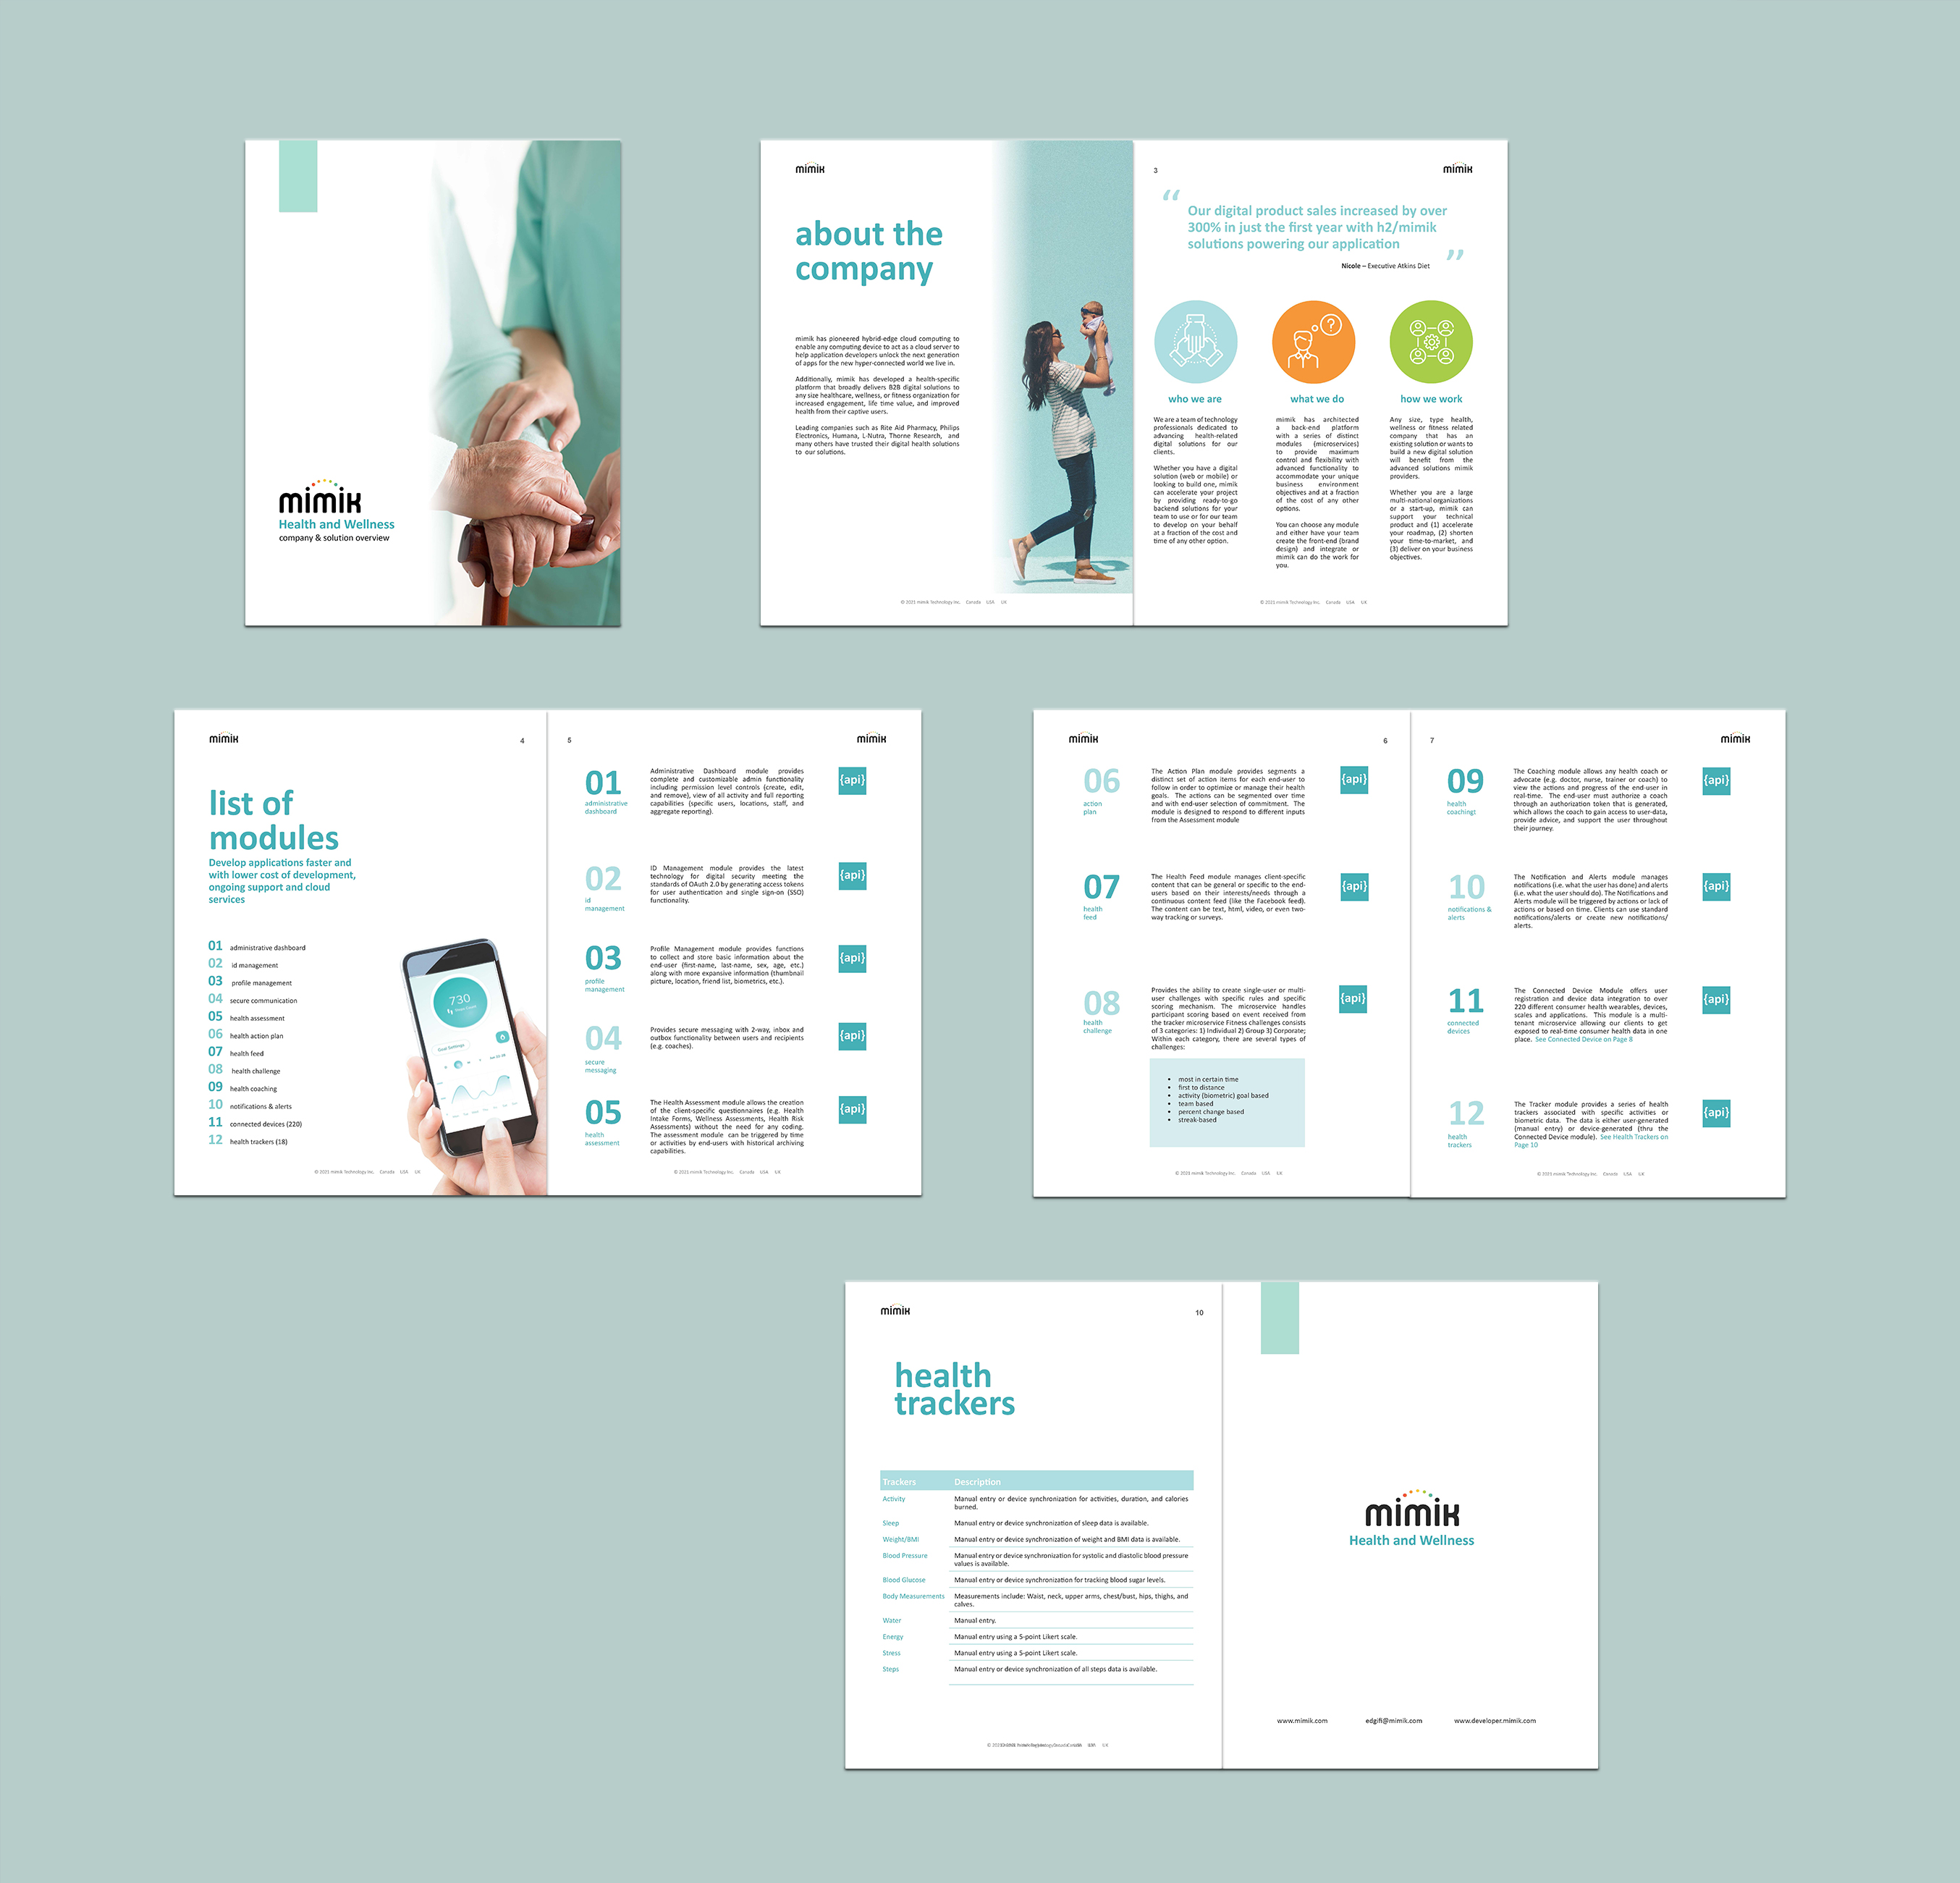 mimik
Health and Wellness
company & solution overview
mimik
about the
company
mimik has pioneered hybrid-edge cloud computing to
enable any computing device to act as a cloud server to
help application developers unlock the next generation
of apps for the new hyper-connected world we live in.
Additionally, mimik has developed a health-specific
platform that broadly delivers B2B digital solutions to
any size healthcare, wellness, or fitness organization for
increased engagement, life time value, and improved
health from their captive users.
Leading companies such as Rite Aid Pharmacy, Philips
Electronics, Humana, L-Nutra, Thorne Research, and
many others have trusted their digital health solutions
to our solutions.
© 2021 mimik Technology Inc. Canada USA UK
3
mimik
“
Our digital product sales increased by over
300% in just the first year with h2/mimik
solutions powering our application
”
Nicole – Executive Atkins Diet
who we are
We are a team of technology
professionals dedicated to
advancing health-related
digital solutions for our
clients.
Whether you have a digital
solution (web or mobile) or
looking to build one, mimik
can accelerate your project
by providing ready-to-go
backend solutions for your
team to use or for our team
to develop on your behalf
at a fraction of the cost and
time of any other option.
what we do
mimik has architected
a back-end platform
with a series of distinct
modules (microservices)
to provide maximum
control and flexibility with
advanced functionality to
accommodate your unique
business environment
objectives and at a fraction
of the cost of any other
options.
You can choose any module
and either have your team
create the front-end (brand
design) and integrate or
mimik can do the work for
you.
how we work
Any size, type health,
wellness or fitness related
company that has an
existing solution or wants to
build a new digital solution
will benefit from the
advanced solutions mimik
providers.
Whether you are a large
multi-national organizations
or a start-up, mimik can
support your technical
product and (1) accelerate
your roadmap, (2) shorten
your time-to-market, and
(3) deliver on your business
objectives.
© 2021 mimik Technology Inc. Canada USA UK
mimik
4
list of
modules
Develop applications faster and
with lower cost of development,
ongoing support and cloud
services
01 administrative dashboard
02 id management
03 profile management
04 secure communication
05 health assessment
06 health action plan
07 health feed
08 health challenge
09 health coaching
10 notifications & alerts
11 connected devices (220)
12 health trackers (18)
730
Goal Settings
© 2021 mimik Technology Inc. Canada USA UK
5
mimik
01
administrative
dashboard
Administrative Dashboard module provides
complete and customizable admin functionality
including permission level controls (create, edit,
and remove), view of all activity and full reporting
capabilities (specific users, locations, staff, and
aggregate reporting).
{api}
02
id
management
ID Management module provides the latest
technology for digital security meeting the
standards of OAuth 2.0 by generating access tokens
for user authentication and single sign-on (SSO)
functionality.
{api}
03
profile
management
Profile Management module provides functions
to collect and store basic information about the
end-user (first-name, last-name, sex, age, etc.)
along with more expansive information (thumbnail
picture, location, friend list, biometrics, etc.).
{api}
04
secure
messaging
Provides secure messaging with 2-way, inbox and
outbox functionality between users and recipients
(e.g. coaches).
{api}
05
health
assessment
The Health Assessment module allows the creation
of the client-specific questionnaires (e.g. Health
Intake Forms, Wellness Assessments, Health Risk
Assessments) without the need for any coding.
The assessment module can be triggered by time
or activities by end-users with historical archiving
capabilities.
{api}
© 2021 mimik Technology Inc. Canada USA UK
mimik
6
06
action
plan
The Action Plan module provides segments a
distinct set of action items for each end-user to
follow in order to optimize or manage their health
goals. The actions can be segmented over time
and with end-user selection of commitment. The
module is designed to respond to different inputs
from the Assessment module
{api}
07
health
feed
The Health Feed module manages client-specific
content that can be general or specific to the end-
users based on their interests/needs through a
continuous content feed (like the Facebook feed).
The content can be text, html, video, or even two-
way tracking or surveys.
{api}
08
health
challenge
Provides the ability to create single-user or multi-
user challenges with specific rules and specific
scoring mechanism. The microservice handles
participant scoring based on event received from
the tracker microservice Fitness challenges consists
of 3 categories: 1) Individual 2) Group 3) Corporate;
Within each category, there are several types of
challenges:
{api}
• most in certain time
• first to distance
• activity (biometric) goal based
• team based
• percent change based
• streak-based
© 2021 mimik Technology Inc. Canada USA UK
7
mimik
09
health
coachingt
The Coaching module allows any health coach or
advocate (e.g. doctor, nurse, trainer or coach) to
view the actions and progress of the end-user in
real-time. The end-user must authorize a coach
through an authorization token that is generated,
which allows the coach to gain access to user-data,
provide advice, and support the user throughout
their journey.
{api}
10
notifications &
alerts
The Notification and Alerts module manages
notifications (i.e. what the user has done) and alerts
(i.e. what the user should do). The Notifications and
Alerts module will be triggered by actions or lack of
actions or based on time. Clients can use standard
notifications/alerts or create new notifications/
alerts.
{api}
11
connected
devices
The Connected Device Module offers user
registration and device data integration to over
220 different consumer health wearables, devices,
scales and applications. This module is a multi-
tenant microservice allowing our clients to get
exposed to real-time consumer health data in one
place. See Connected Device on Page 8
{api}
12
health
trackers
The Tracker module provides a series of health
trackers associated with specific activities or
biometric data. The data is either user-generated
(manual entry) or device-generated (thru the
Connected Device module). See Health Trackers on
Page 10
{api}
© 2021 mimik Technology Inc. Canada USA UK
mimik
10
health
trackers
Trackers Description
Activity Manual entry or device synchronization for activities, duration, and calories
burned.
Sleep Manual entry or device synchronization of sleep data is available.
Weight/BMI Manual entry or device synchronization of weight and BMI data is available.
Blood Pressure Manual entry or device synchronization for systolic and diastolic blood pressure
values is available.
Blood Glucose Manual entry or device synchronization for tracking blood sugar levels.
Body Measurements Measurements include: Waist, neck, upper arms, chest/bust, hips, thighs, and
calves.
Water Manual entry.
Energy Manual entry using a 5-point Likert scale.
Stress Manual entry using a 5-point Likert scale.
Steps Manual entry or device synchronization of all steps data is available.
UK
mimik
Health and Wellness
www.mimik.com edgifi@mimik.com www.developer.mimik.com